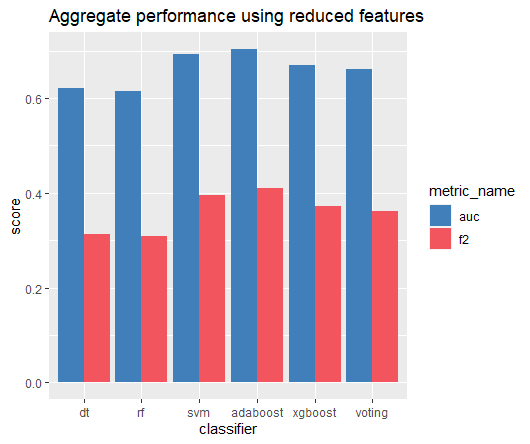 Aggregate performance using reduced features
score
0.6
0.4
0.2
0.0
dt rf svm adaboost xgboost voting
classifier
metric_name
auc
f2